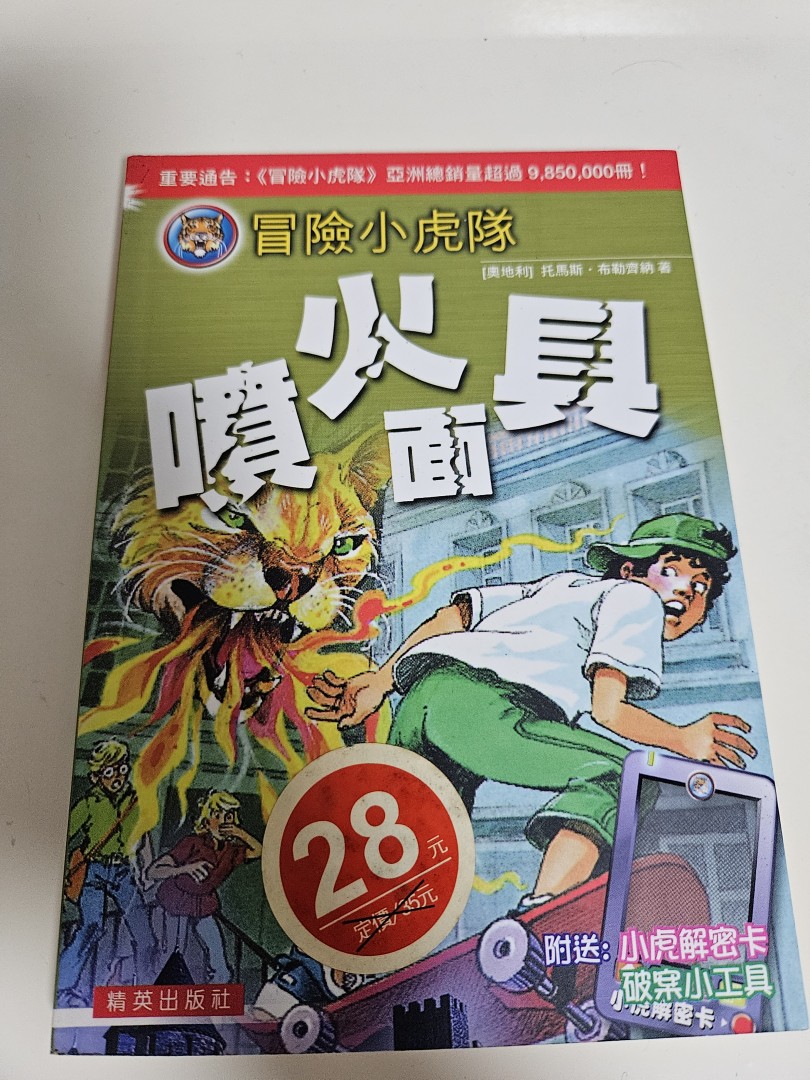 重要通告：《冒險小虎隊》亞洲總銷量超過 9,850,000冊！
冒險小虎隊
[奧地利] 托馬斯·布勒齊納 著
噴火面具
28元
定價/35元
附送: 小虎解密卡
破案小工具
小虎解密卡
精英出版社